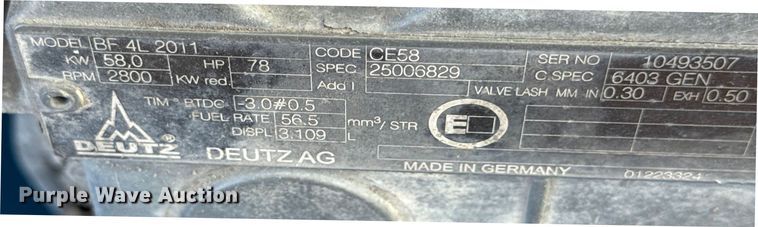 MODEL BF 4L 2011 CODE CE58 SER NO 10493507
KW 58,0 HP 78 SPEC 25006829 C.SPEC 6403 GEN
RPM 2800 KW red. Add l VALVE LASH MM IN 0.30 EXH 0.50
TIM° BTDC -3.0#0.5
FUEL RATE 56.5 mm³/STR
DISPL 3.109 L
E
DEUTZ ® DEUTZ AG MADE IN GERMANY 01223324
Purple Wave Auction